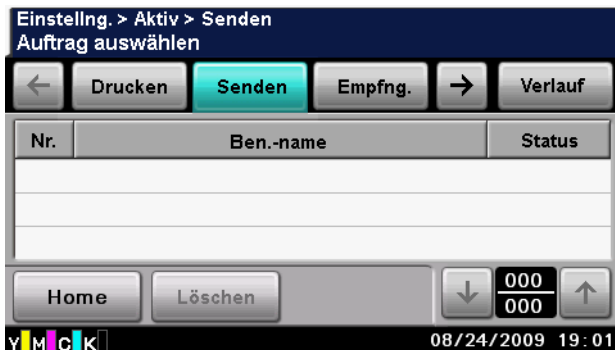 Einstellng. > Aktiv > Senden
Auftrag auswählen
← Drucken Senden Empfng. → Verlauf
Nr. Ben.-name Status
Home Löschen ↓ 000 ↑
000
Y M C K 08/24/2009 19:01